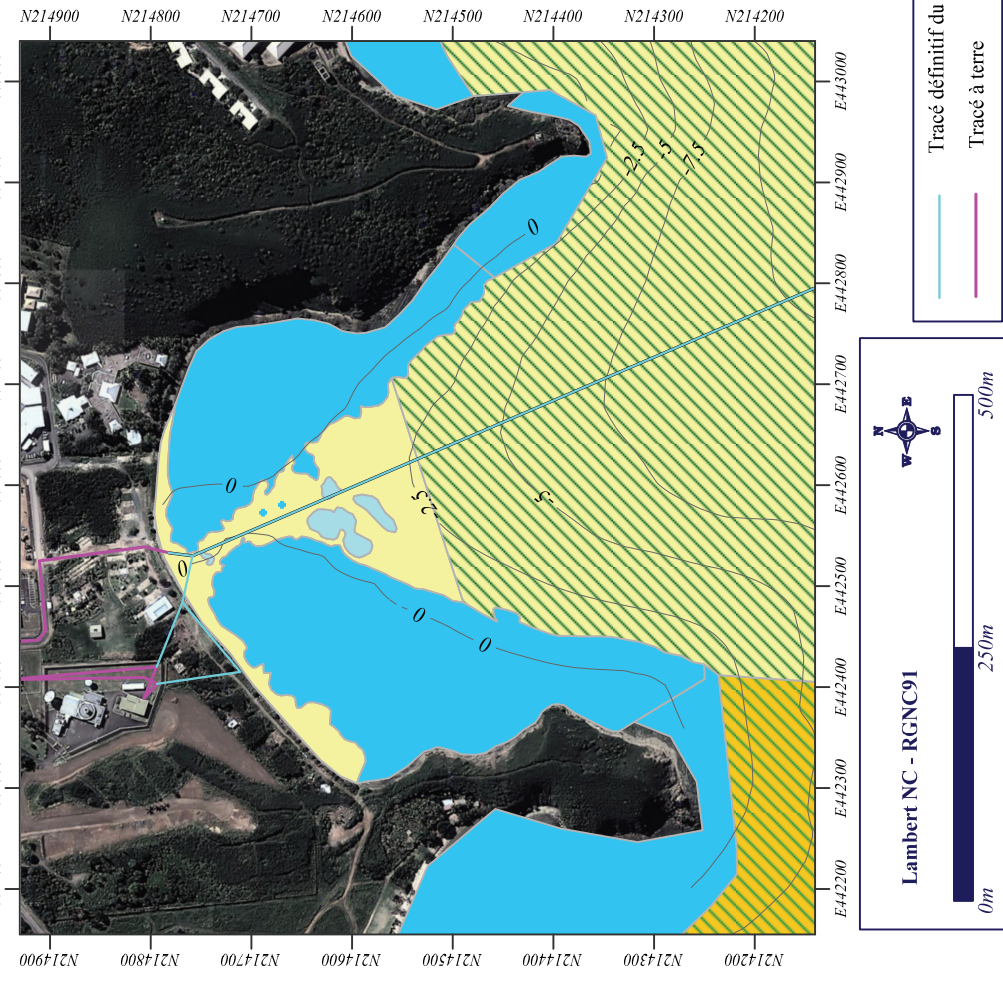 N214900 N214800 N214700 N214600 N214500 N214400 N214300 N214200
E443000
E442900
E442800
E442700
E442600
E442500
E442400
E442300
E442200
0
-2.5
-5
-7.5
0
0
-2.5
-5
0
0
N214900 N214800 N214700 N214600 N214500 N214400 N214300 N214200
Tracé définitif du
Tracé à terre
N
E
S
W
Lambert NC - RGNC91
0m
250m
500m